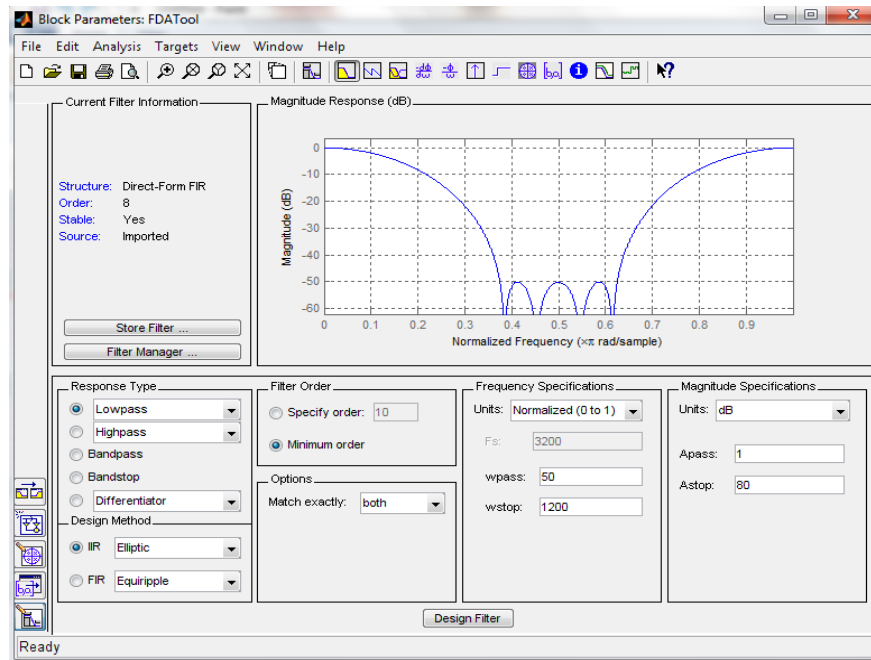 Block Parameters: FDATool
File Edit Analysis Targets View Window Help
Current Filter Information
Structure: Direct-Form FIR
Order: 8
Stable: Yes
Source: Imported
Store Filter ...
Filter Manager ...
Magnitude Response (dB)
Magnitude (dB)
0
-10
-20
-30
-40
-50
-60
0 0.1 0.2 0.3 0.4 0.5 0.6 0.7 0.8 0.9
Normalized Frequency (×π rad/sample)
Response Type
Lowpass
Highpass
Bandpass
Bandstop
Differentiator
Design Method
IIR Elliptic
FIR Equiripple
Filter Order
Specify order: 10
Minimum order
Options
Match exactly: both
Frequency Specifications
Units: Normalized (0 to 1)
Fs: 3200
wpass: 50
wstop: 1200
Magnitude Specifications
Units: dB
Apass: 1
Astop: 80
Design Filter
Ready